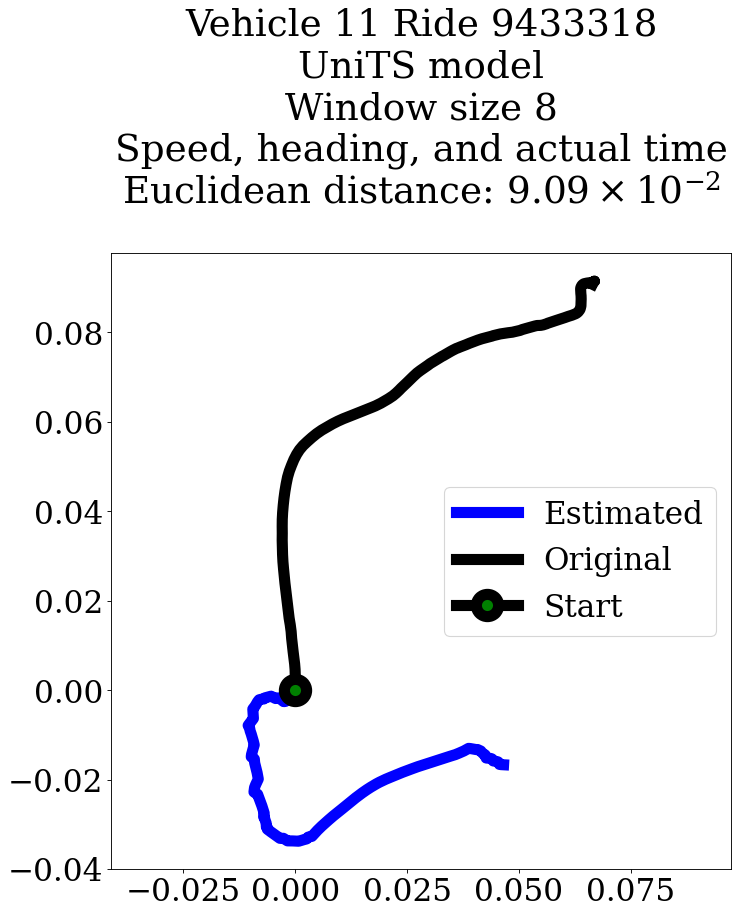 Vehicle 11 Ride 9433318
UniTS model
Window size 8
Speed, heading, and actual time
Euclidean distance: 9.09 × 10⁻²
0.08
0.06
0.04
0.02
0.00
−0.02
−0.04
Estimated
Original
Start
−0.025 0.000 0.025 0.050 0.075